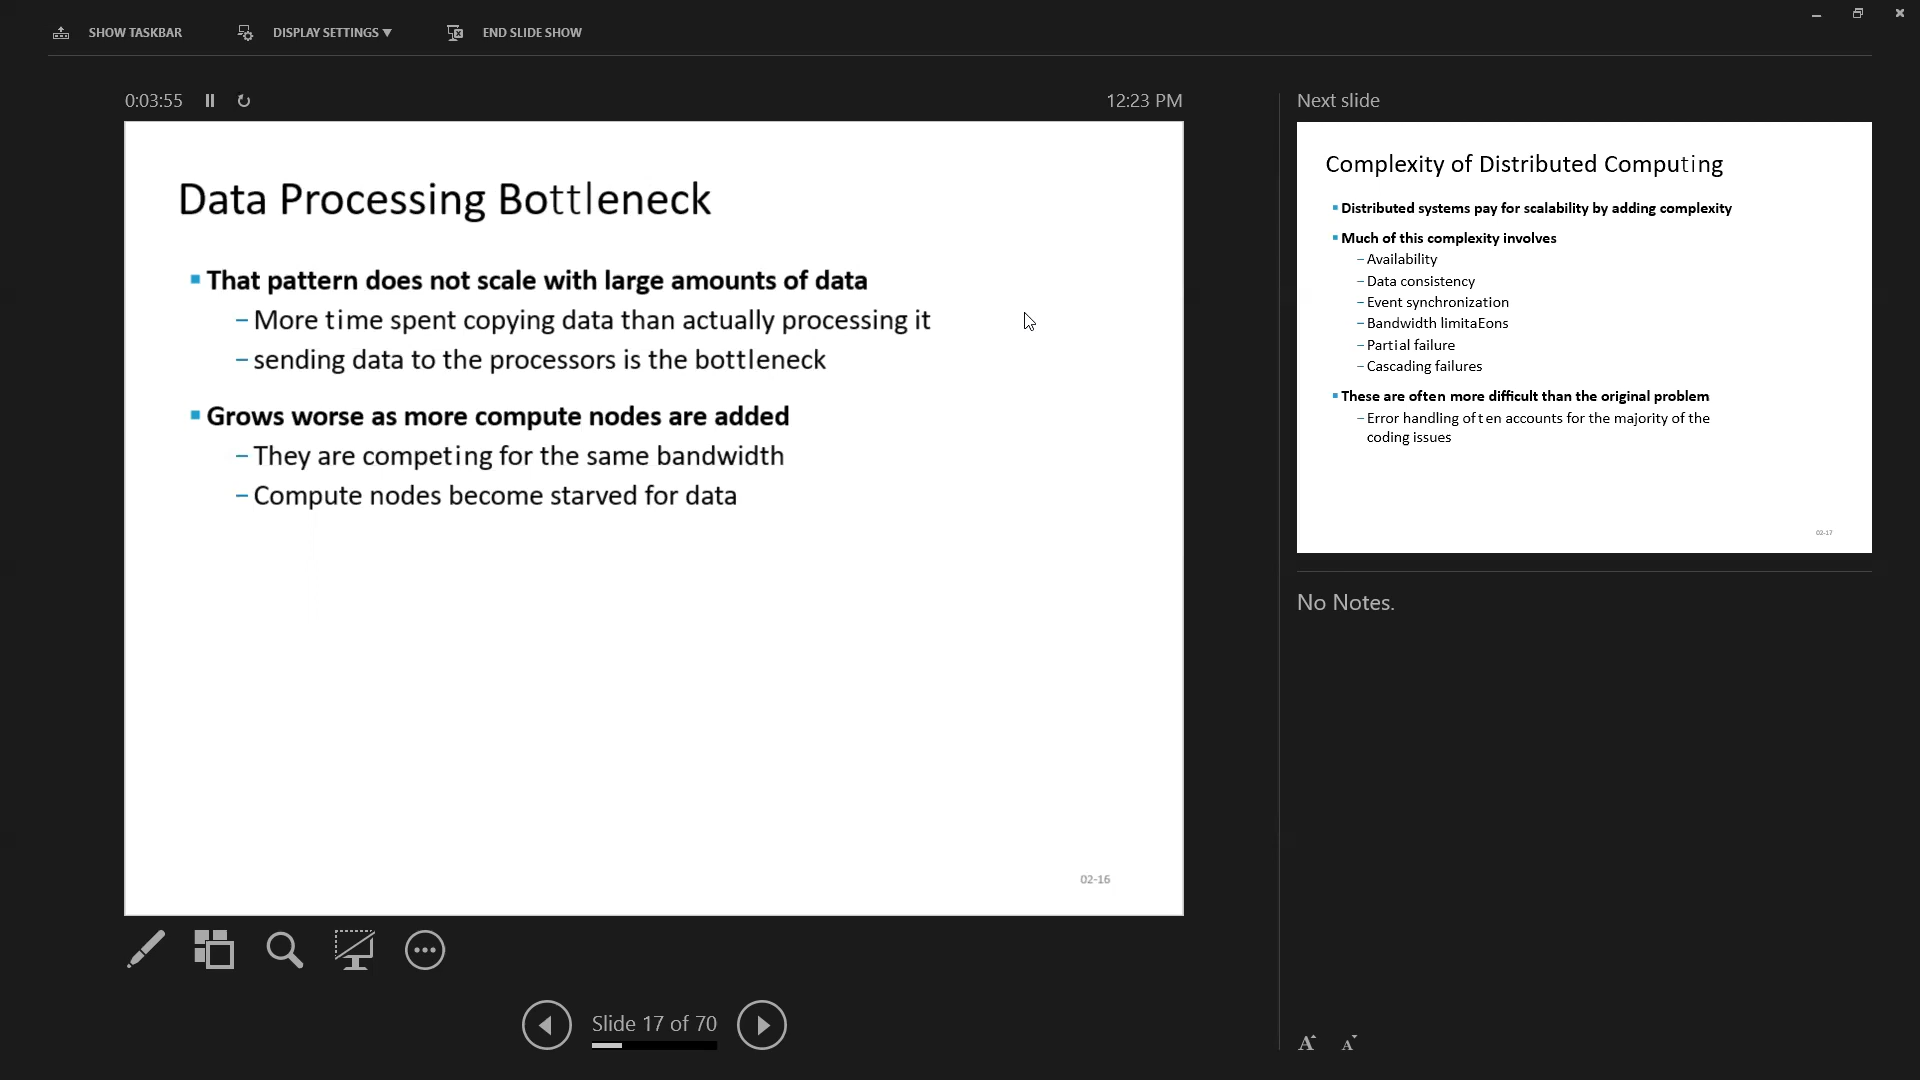 SHOW TASKBAR
DISPLAY SETTINGS ▼
END SLIDE SHOW
0:03:55
12:23 PM
Data Processing Bottleneck
▪ That pattern does not scale with large amounts of data
– More time spent copying data than actually processing it
– sending data to the processors is the bottleneck
▪ Grows worse as more compute nodes are added
– They are competing for the same bandwidth
– Compute nodes become starved for data
02-16
Slide 17 of 70
Next slide
Complexity of Distributed Computing
▪ Distributed systems pay for scalability by adding complexity
▪ Much of this complexity involves
– Availability
– Data consistency
– Event synchronization
– Bandwidth limitaEons
– Partial failure
– Cascading failures
▪ These are often more difficult than the original problem
– Error handling often accounts for the majority of the
coding issues
02-17
No Notes.
A A